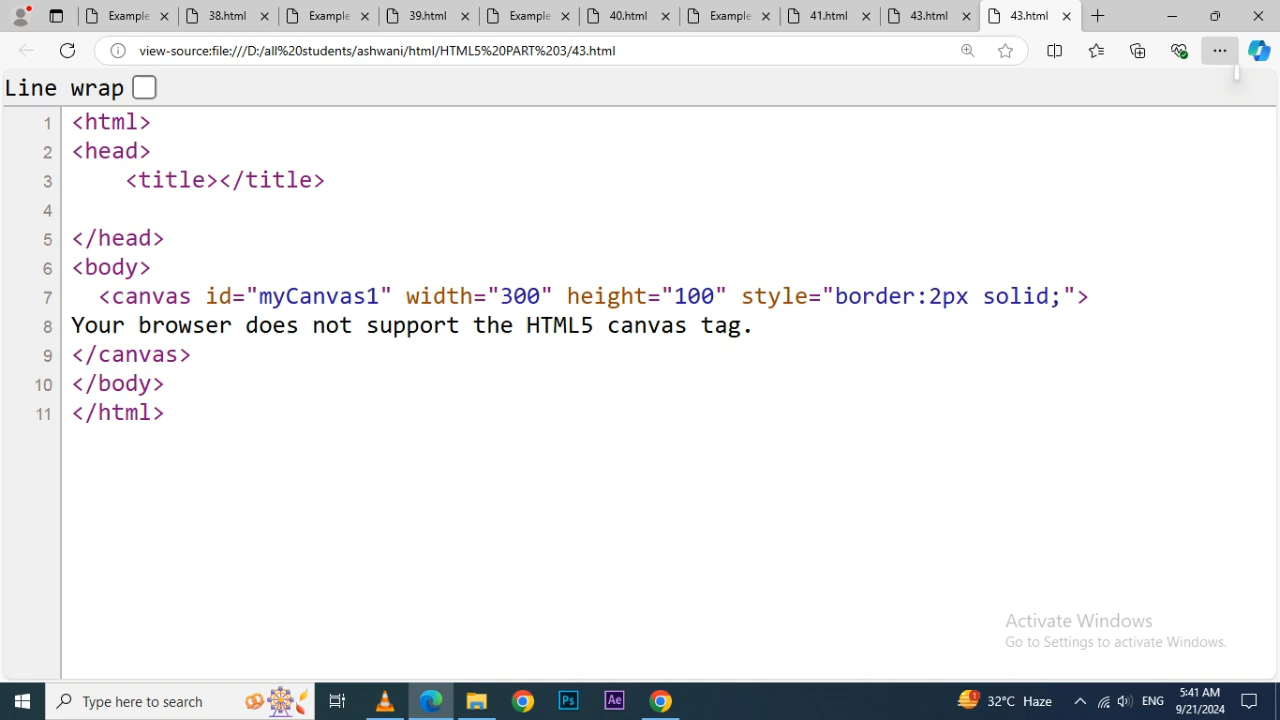 Example
38.html
Example
39.html
Example
40.html
Example
41.html
43.html
43.html
view-source:file:///D:/all%20students/ashwani/html/HTML5%20PART%203/43.html
Line wrap
1 <html>
2 <head>
3     <title></title>
4
5 </head>
6 <body>
7   <canvas id="myCanvas1" width="300" height="100" style="border:2px solid;">
8 Your browser does not support the HTML5 canvas tag.
9 </canvas>
10 </body>
11 </html>
Activate Windows
Go to Settings to activate Windows.
Type here to search
Ps
Ae
32°C Haze
ENG
5:41 AM
9/21/2024